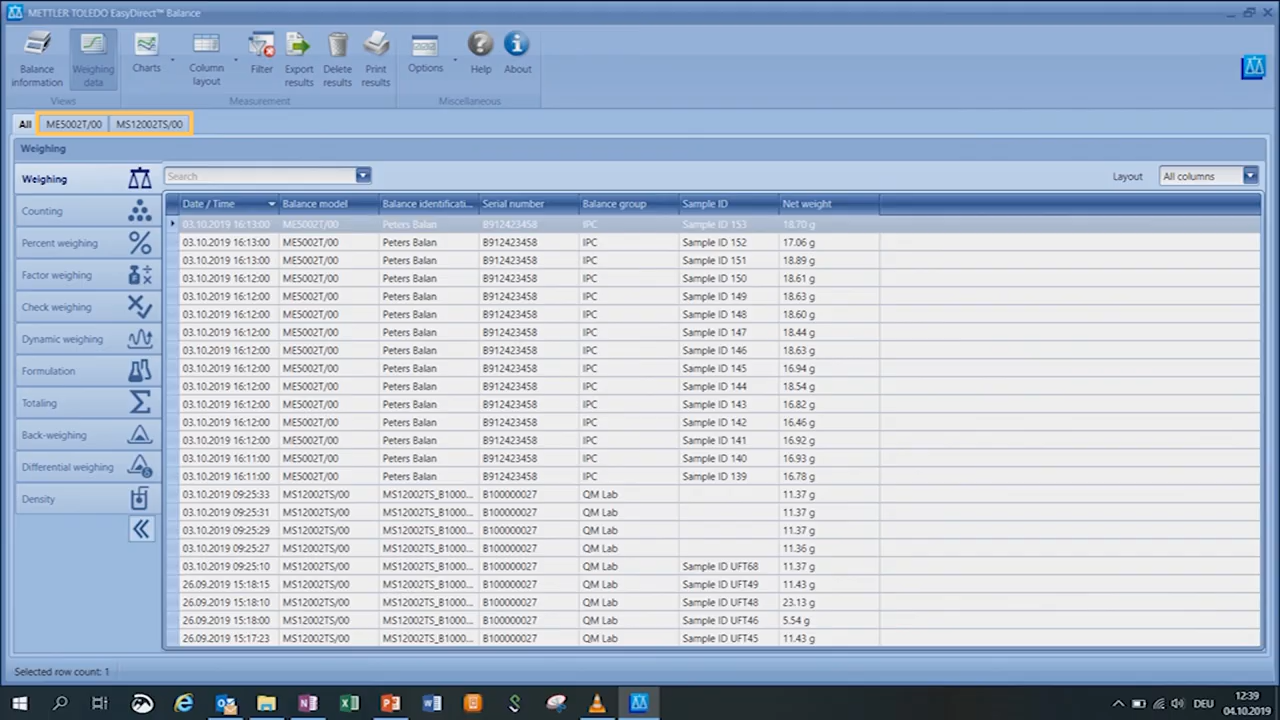 METTLER TOLEDO EasyDirect™ Balance
Balance information
Weighing data
Charts
Column layout
Filter
Export results
Delete results
Print results
Options
Help
About
Views
Measurement
Miscellaneous
All ME5002T/00 MS12002TS/00
Weighing
Weighing
Counting
Percent weighing
Factor weighing
Check weighing
Dynamic weighing
Formulation
Totaling
Back-weighing
Differential weighing
Density
Search
Layout All columns
Date / Time Balance model Balance identificati... Serial number Balance group Sample ID Net weight
03.10.2019 16:13:00 ME5002T/00 Peters Balan B912423458 IPC Sample ID 153 18.70 g
03.10.2019 16:13:00 ME5002T/00 Peters Balan B912423458 IPC Sample ID 152 17.06 g
03.10.2019 16:13:00 ME5002T/00 Peters Balan B912423458 IPC Sample ID 151 18.89 g
03.10.2019 16:12:00 ME5002T/00 Peters Balan B912423458 IPC Sample ID 150 18.61 g
03.10.2019 16:12:00 ME5002T/00 Peters Balan B912423458 IPC Sample ID 149 18.63 g
03.10.2019 16:12:00 ME5002T/00 Peters Balan B912423458 IPC Sample ID 148 18.60 g
03.10.2019 16:12:00 ME5002T/00 Peters Balan B912423458 IPC Sample ID 147 18.44 g
03.10.2019 16:12:00 ME5002T/00 Peters Balan B912423458 IPC Sample ID 146 18.63 g
03.10.2019 16:12:00 ME5002T/00 Peters Balan B912423458 IPC Sample ID 145 16.94 g
03.10.2019 16:12:00 ME5002T/00 Peters Balan B912423458 IPC Sample ID 144 18.54 g
03.10.2019 16:12:00 ME5002T/00 Peters Balan B912423458 IPC Sample ID 143 16.82 g
03.10.2019 16:12:00 ME5002T/00 Peters Balan B912423458 IPC Sample ID 142 16.46 g
03.10.2019 16:12:00 ME5002T/00 Peters Balan B912423458 IPC Sample ID 141 16.92 g
03.10.2019 16:11:00 ME5002T/00 Peters Balan B912423458 IPC Sample ID 140 16.93 g
03.10.2019 16:11:00 ME5002T/00 Peters Balan B912423458 IPC Sample ID 139 16.78 g
03.10.2019 09:25:33 MS12002TS/00 MS12002TS_B1000... B100000027 QM Lab 11.37 g
03.10.2019 09:25:31 MS12002TS/00 MS12002TS_B1000... B100000027 QM Lab 11.37 g
03.10.2019 09:25:29 MS12002TS/00 MS12002TS_B1000... B100000027 QM Lab 11.37 g
03.10.2019 09:25:27 MS12002TS/00 MS12002TS_B1000... B100000027 QM Lab 11.36 g
03.10.2019 09:25:10 MS12002TS/00 MS12002TS_B1000... B100000027 QM Lab Sample ID UFT68 11.37 g
26.09.2019 15:18:15 MS12002TS/00 MS12002TS_B1000... B100000027 QM Lab Sample ID UFT49 11.43 g
26.09.2019 15:18:10 MS12002TS/00 MS12002TS_B1000... B100000027 QM Lab Sample ID UFT48 23.13 g
26.09.2019 15:18:00 MS12002TS/00 MS12002TS_B1000... B100000027 QM Lab Sample ID UFT46 5.54 g
26.09.2019 15:17:23 MS12002TS/00 MS12002TS_B1000... B100000027 QM Lab Sample ID UFT45 11.43 g
Selected row count: 1
DEU
12:39
04.10.2019